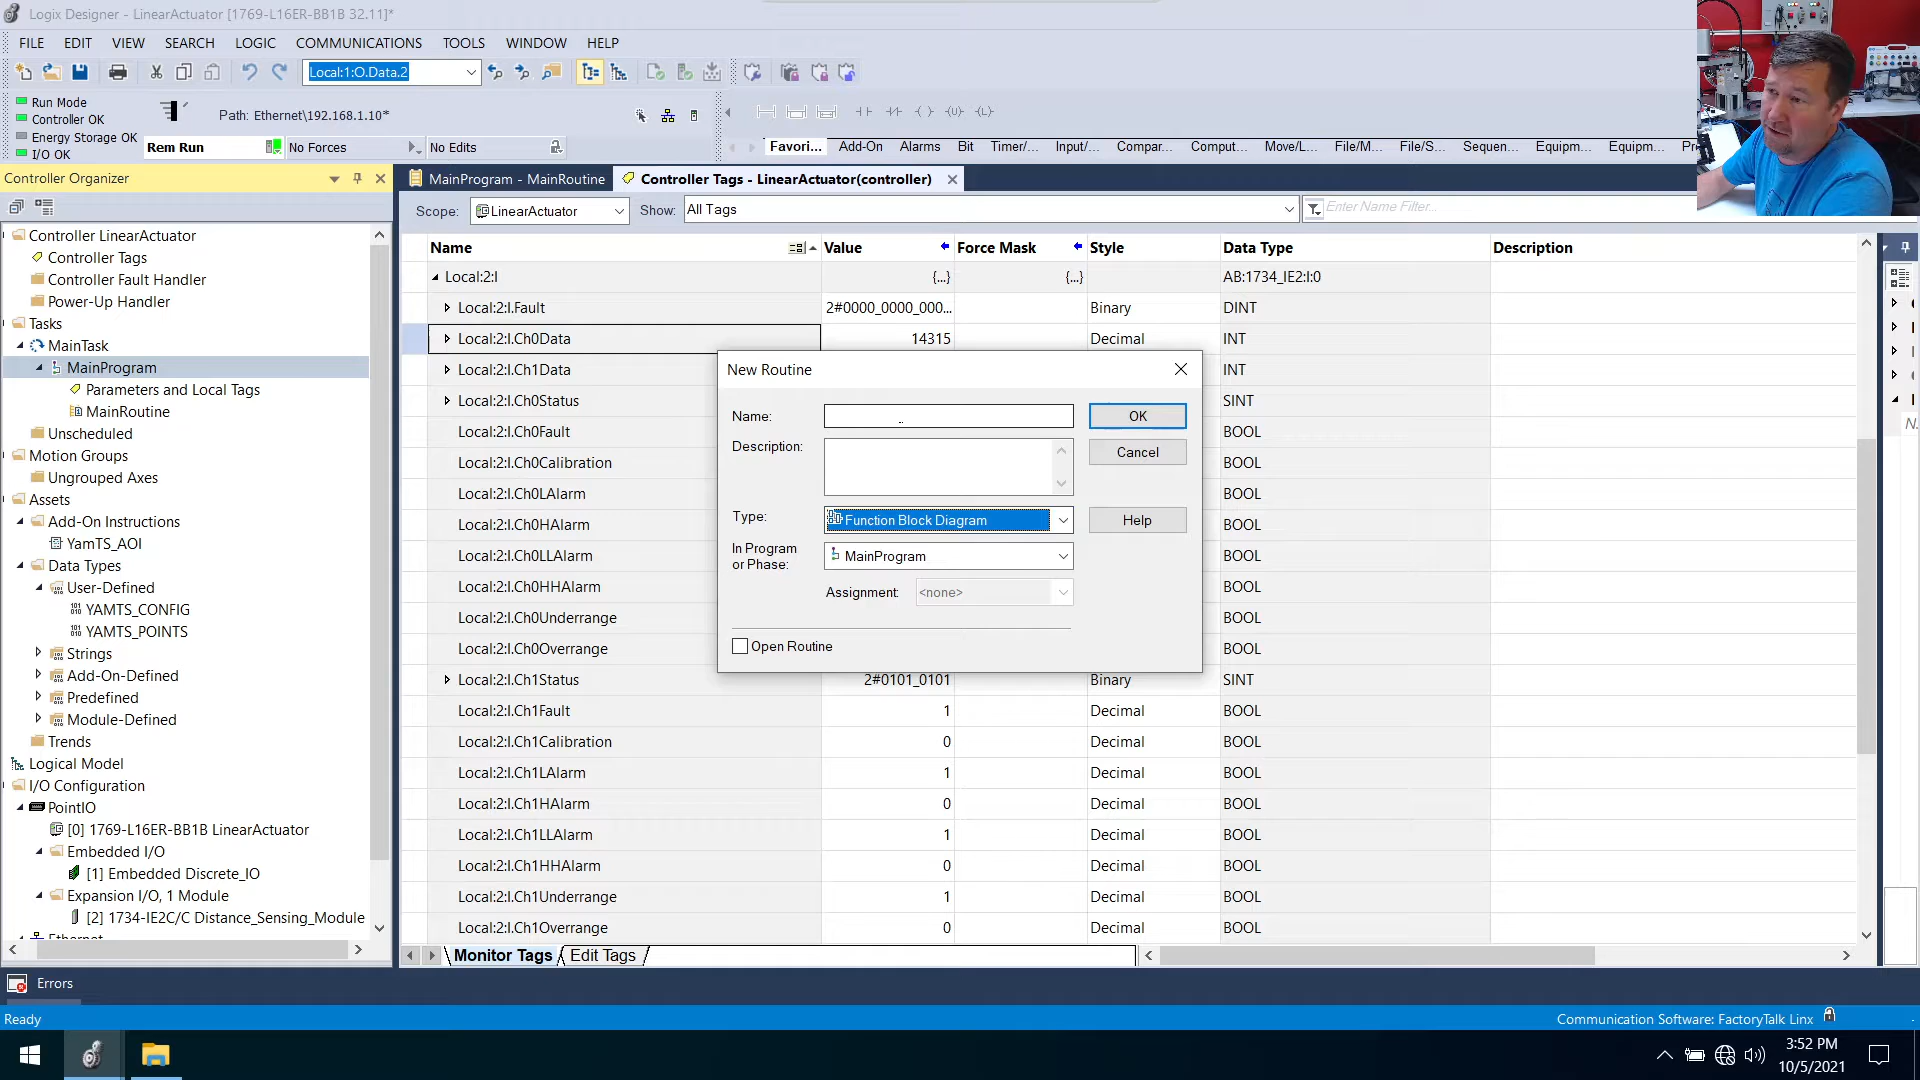 Logix Designer - LinearActuator [1769-L16ER-BB1B 32.11]*
FILE EDIT VIEW SEARCH LOGIC COMMUNICATIONS TOOLS WINDOW HELP
Local:1:O.Data.2
Run Mode
Controller OK
Energy Storage OK
I/O OK
Path: Ethernet\192.168.1.10*
Rem Run No Forces No Edits
Favori... Add-On Alarms Bit Timer/... Input/... Compar... Comput... Move/L... File/M... File/S... Sequen... Equipm... Equipm...
Controller Organizer
Controller LinearActuator
Controller Tags
Controller Fault Handler
Power-Up Handler
Tasks
MainTask
MainProgram
Parameters and Local Tags
MainRoutine
Unscheduled
Motion Groups
Ungrouped Axes
Assets
Add-On Instructions
YamTS_AOI
Data Types
User-Defined
YAMTS_CONFIG
YAMTS_POINTS
Strings
Add-On-Defined
Predefined
Module-Defined
Trends
Logical Model
I/O Configuration
PointIO
[0] 1769-L16ER-BB1B LinearActuator
Embedded I/O
[1] Embedded Discrete_IO
Expansion I/O, 1 Module
[2] 1734-IE2C/C Distance_Sensing_Module
MainProgram - MainRoutine
Controller Tags - LinearActuator(controller)
Scope: LinearActuator Show: All Tags Enter Name Filter...
Name Value Force Mask Style Data Type Description
Local:2:I {...} {...} AB:1734_IE2:I:0
Local:2:I.Fault 2#0000_0000_000... Binary DINT
Local:2:I.Ch0Data 14315 Decimal INT
Local:2:I.Ch1Data INT
Local:2:I.Ch0Status SINT
Local:2:I.Ch0Fault BOOL
Local:2:I.Ch0Calibration BOOL
Local:2:I.Ch0LAlarm BOOL
Local:2:I.Ch0HAlarm BOOL
Local:2:I.Ch0LLAlarm BOOL
Local:2:I.Ch0HHAlarm BOOL
Local:2:I.Ch0Underrange BOOL
Local:2:I.Ch0Overrange BOOL
Local:2:I.Ch1Status 2#0101_0101 Binary SINT
Local:2:I.Ch1Fault 1 Decimal BOOL
Local:2:I.Ch1Calibration 0 Decimal BOOL
Local:2:I.Ch1LAlarm 1 Decimal BOOL
Local:2:I.Ch1HAlarm 0 Decimal BOOL
Local:2:I.Ch1LLAlarm 1 Decimal BOOL
Local:2:I.Ch1HHAlarm 0 Decimal BOOL
Local:2:I.Ch1Underrange 1 Decimal BOOL
Local:2:I.Ch1Overrange 0 Decimal BOOL
Monitor Tags Edit Tags
New Routine
Name: OK
Description: Cancel
Type: Function Block Diagram Help
In Program
or Phase: MainProgram
Assignment: <none>
Open Routine
Errors
Ready
Communication Software: FactoryTalk Linx
3:52 PM
10/5/2021